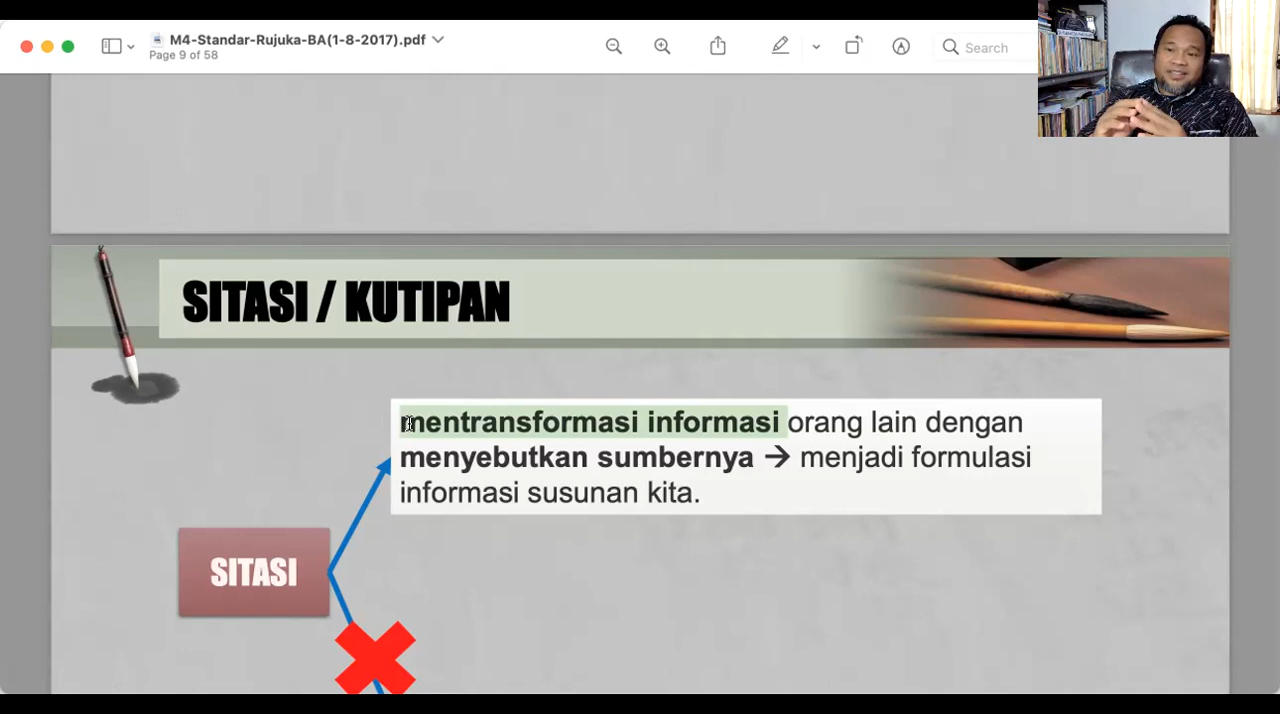 M4-Standar-Rujuka-BA(1-8-2017).pdf
Page 9 of 58
Search
SITASI / KUTIPAN
mentransformasi informasi orang lain dengan
menyebutkan sumbernya → menjadi formulasi
informasi susunan kita.
SITASI